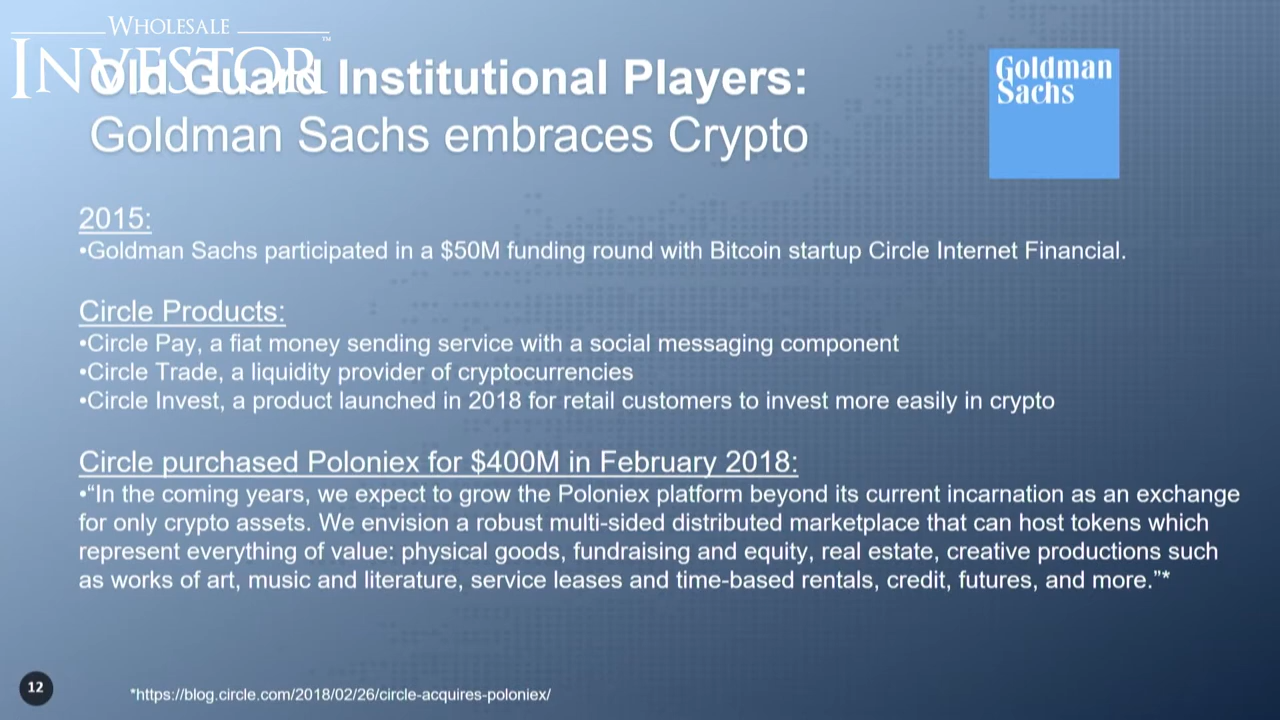 WHOLESALE
INVESTOR™
Old Guard Institutional Players:
Goldman Sachs embraces Crypto
Goldman
Sachs
2015:
•Goldman Sachs participated in a $50M funding round with Bitcoin startup Circle Internet Financial.
Circle Products:
•Circle Pay, a fiat money sending service with a social messaging component
•Circle Trade, a liquidity provider of cryptocurrencies
•Circle Invest, a product launched in 2018 for retail customers to invest more easily in crypto
Circle purchased Poloniex for $400M in February 2018:
•“In the coming years, we expect to grow the Poloniex platform beyond its current incarnation as an exchange
for only crypto assets. We envision a robust multi-sided distributed marketplace that can host tokens which
represent everything of value: physical goods, fundraising and equity, real estate, creative productions such
as works of art, music and literature, service leases and time-based rentals, credit, futures, and more.”*
12
*https://blog.circle.com/2018/02/26/circle-acquires-poloniex/